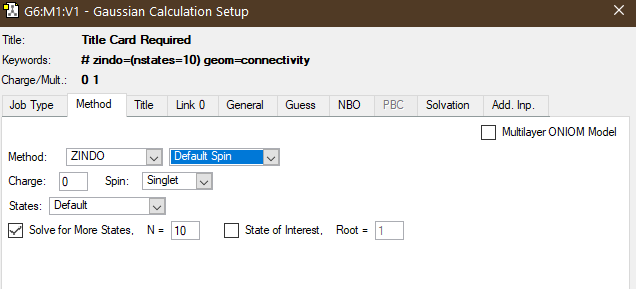 G6:M1:V1 - Gaussian Calculation Setup
Title: Title Card Required
Keywords: # zindo=(nstates=10) geom=connectivity
Charge/Mult.: 0 1
Job Type Method Title Link 0 General Guess NBO PBC Solvation Add. Inp.
Multilayer ONIOM Model
Method: ZINDO Default Spin
Charge: 0 Spin: Singlet
States: Default
Solve for More States, N = 10 State of Interest, Root = 1